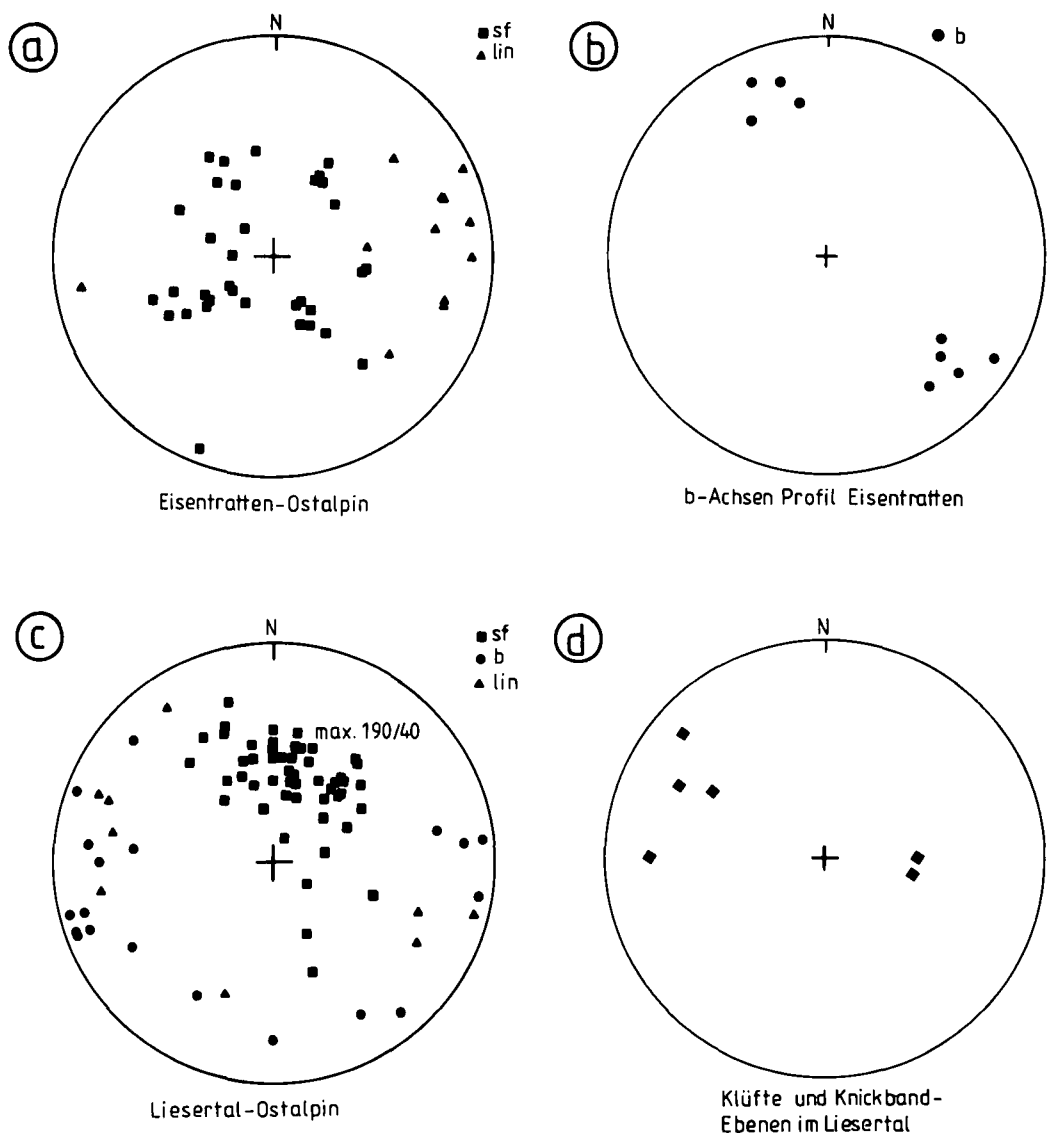 a
N
sf
lin
Eisentratten-Ostalpin
b
N
b
b-Achsen Profil Eisentratten
c
N
sf
b
lin
max. 190/40
Liesertal-Ostalpin
d
N
Klüfte und Knickband-
Ebenen im Liesertal